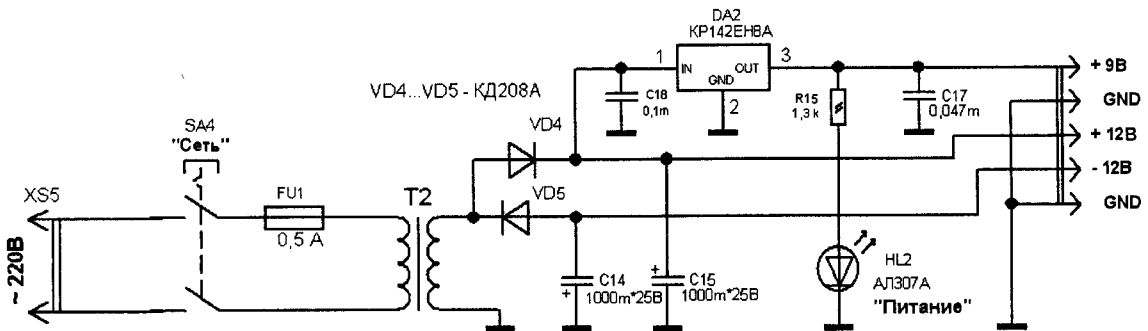 DA2
КР142ЕН8А
1
IN
OUT
3
GND
2
+ 9В
GND
+ 12В
- 12В
GND
VD4...VD5 - КД208А
C18
0,1m
R15
1,3k
C17
0,047m
SA4
"Сеть"
VD4
VD5
XS5
FU1
0,5 А
T2
~ 220В
C14
+
1000m*25В
+
C15
1000m*25В
HL2
АЛ307А
"Питание"